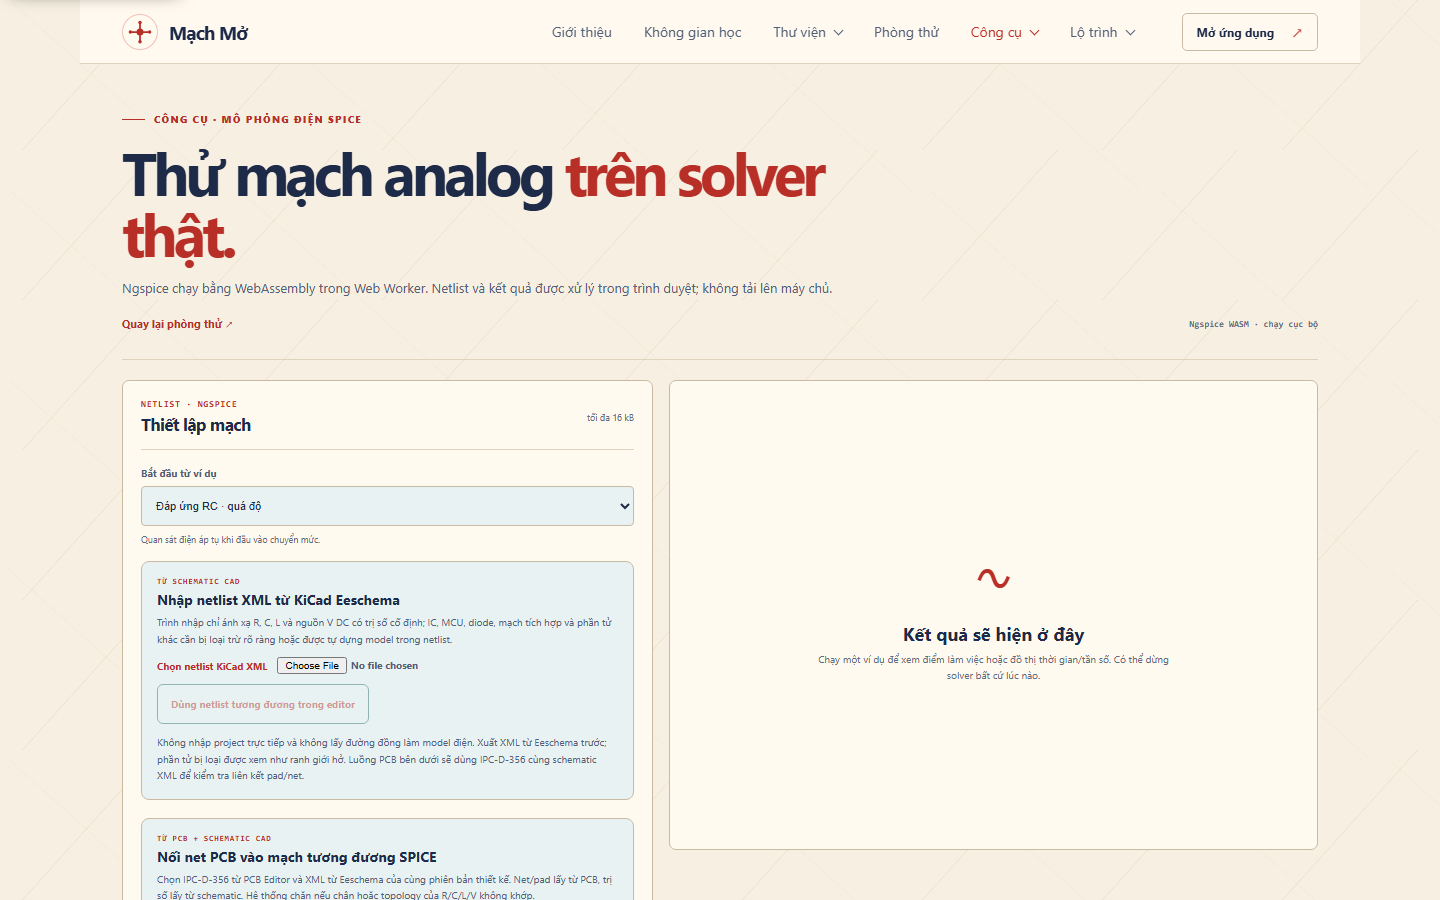 Mạch Mở
Giới thiệu
Không gian học
Thư viện
Phòng thử
Công cụ
Lộ trình
Mở ứng dụng ↗
CÔNG CỤ · MÔ PHỎNG ĐIỆN SPICE
Thử mạch analog trên solver
thật.
Ngspice chạy bằng WebAssembly trong Web Worker. Netlist và kết quả được xử lý trong trình duyệt; không tải lên máy chủ.
Quay lại phòng thử ↗
Ngspice WASM · chạy cục bộ
NETLIST · NGSPICE
Thiết lập mạch
tối đa 16 kB
Bắt đầu từ ví dụ
Đáp ứng RC · quá độ
Quan sát điện áp tụ khi đầu vào chuyển mức.
TỪ SCHEMATIC CAD
Nhập netlist XML từ KiCad Eeschema
Trình nhập chỉ ánh xạ R, C, L và nguồn V DC có trị số cố định; IC, MCU, diode, mạch tích hợp và phần tử
khác cần bị loại trừ rõ ràng hoặc được tự dựng model trong netlist.
Chọn netlist KiCad XML
Choose File
No file chosen
Dùng netlist tương đương trong editor
Không nhập project trực tiếp và không lấy đường đồng làm model điện. Xuất XML từ Eeschema trước;
phần tử bị loại được xem như ranh giới hở. Luồng PCB bên dưới sẽ dùng IPC-D-356 cùng schematic
XML để kiểm tra liên kết pad/net.
TỪ PCB + SCHEMATIC CAD
Nối net PCB vào mạch tương đương SPICE
Chọn IPC-D-356 từ PCB Editor và XML từ Eeschema của cùng phiên bản thiết kế. Net/pad lấy từ PCB, trị
số lấy từ schematic. Hệ thống chặn nếu chân hoặc topology của R/C/L/V không khớp.
Kết quả sẽ hiện ở đây
Chạy một ví dụ để xem điểm làm việc hoặc đồ thị thời gian/tần số. Có thể dừng
solver bất cứ lúc nào.